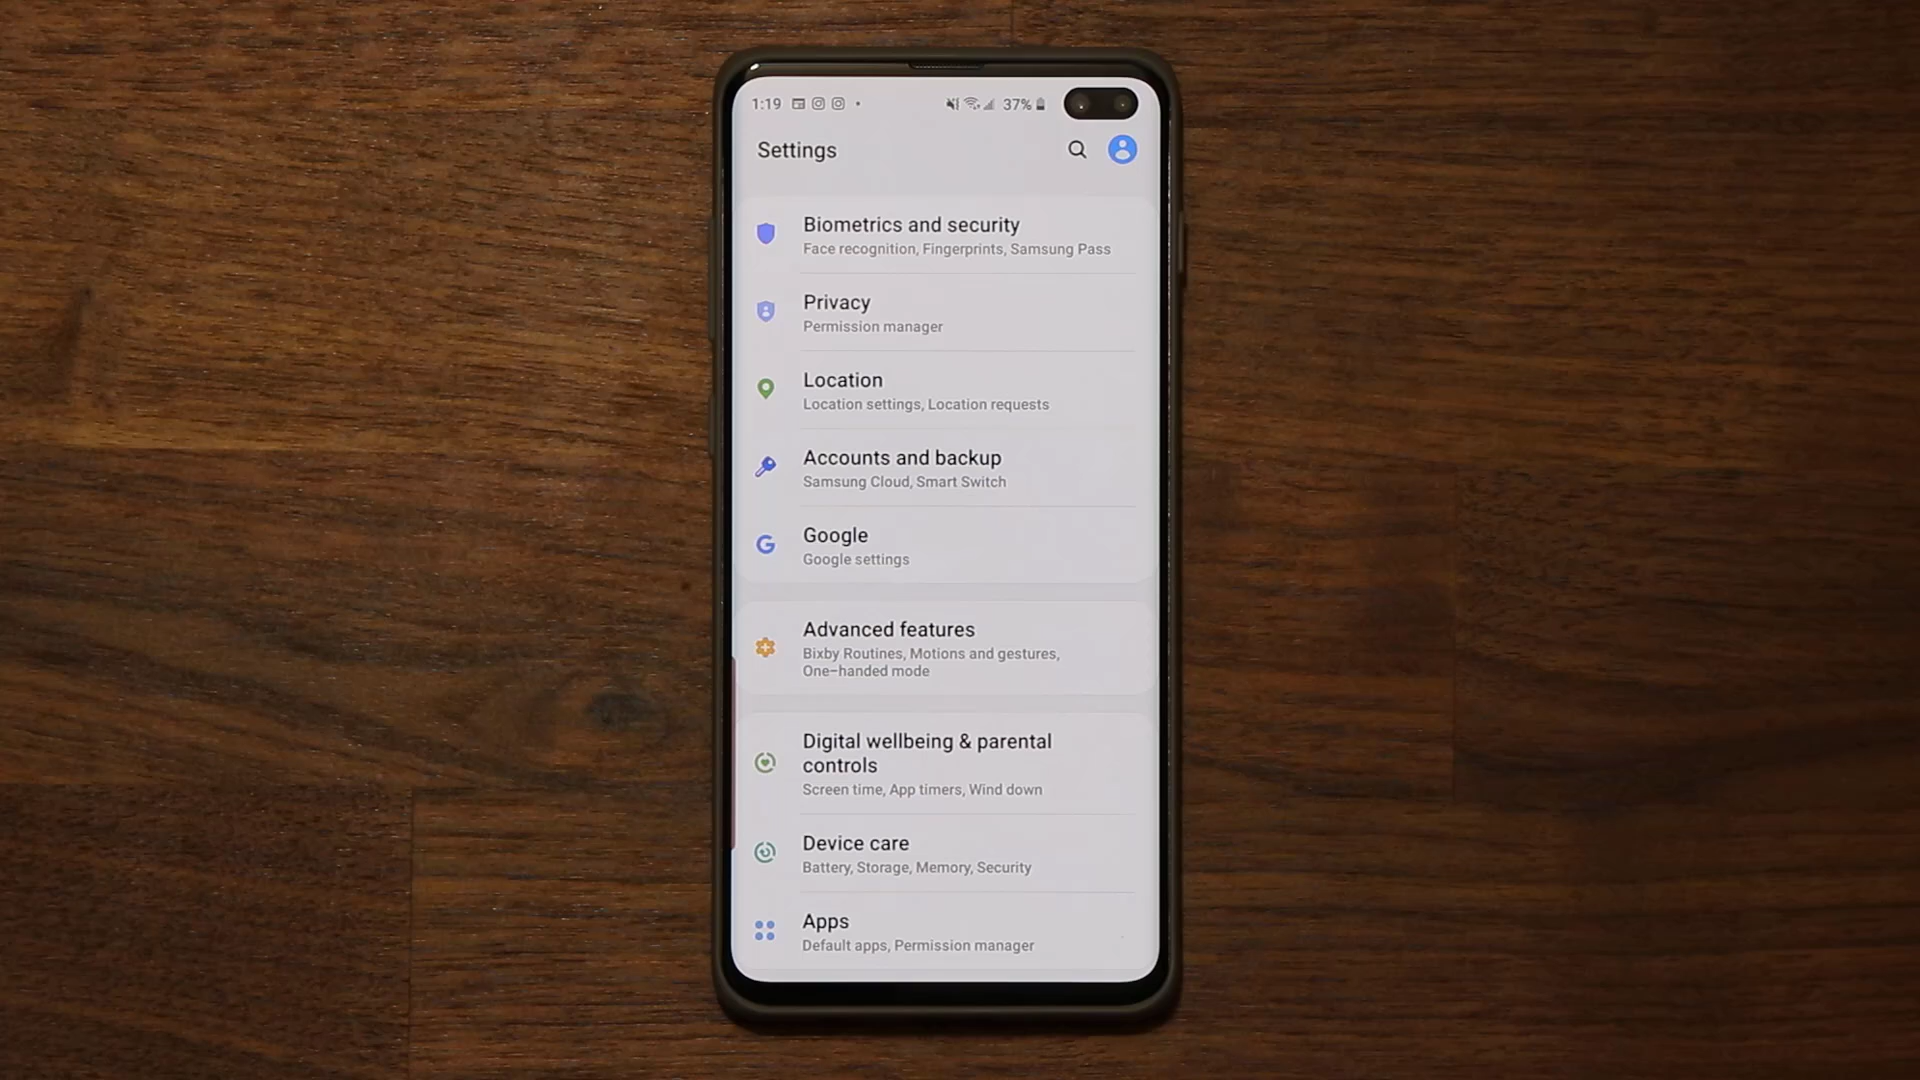 1:19
37%
Settings
Biometrics and security
Face recognition, Fingerprints, Samsung Pass
Privacy
Permission manager
Location
Location settings, Location requests
Accounts and backup
Samsung Cloud, Smart Switch
Google
Google settings
Advanced features
Bixby Routines, Motions and gestures,
One-handed mode
Digital wellbeing & parental
controls
Screen time, App timers, Wind down
Device care
Battery, Storage, Memory, Security
Apps
Default apps, Permission manager